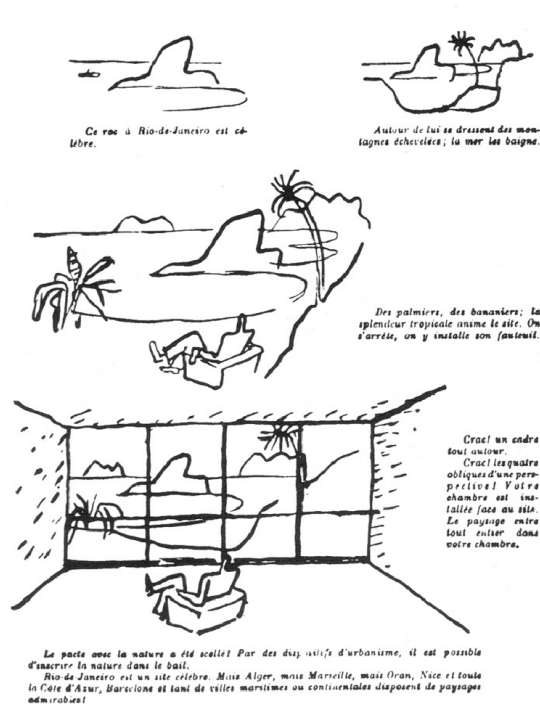 Ce roc à Rio-de-Janeiro est cé-
lèbre.
Autour de lui se dressent des mon-
tagnes échevelées; la mer les baigne.
Des palmiers, des bananiers; la
splendeur tropicale anime le site. On
s'arrête, on y installe son fauteuil.
Crac! un cadre
tout autour.
Crac! les quatre
obliques d'une pers-
pective! Votre
chambre est ins-
tallée face au site.
Le paysage entre
tout entier dans
votre chambre.
Le pacte avec la nature a été scellé! Par des dispositifs d'urbanisme, il est possible
d'inscrire la nature dans le bail.
Rio-de-Janeiro est un site célèbre. Mais Alger, mais Marseille, mais Oran, Nice et toute
la Côte d'Azur, Barcelone et tant de villes maritimes ou continentales disposent de paysages
admirables!